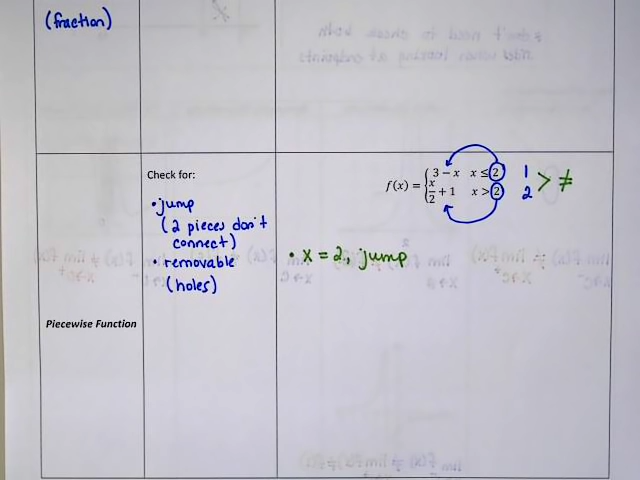 (fraction)
Check for:
• jump
(2 pieces don't
connect)
• removable
(holes)
Piecewise Function
f(x) = { 3 − x x ≤ 2 1
x/2 + 1 x > 2 2
> ≠
• x = 2, jump